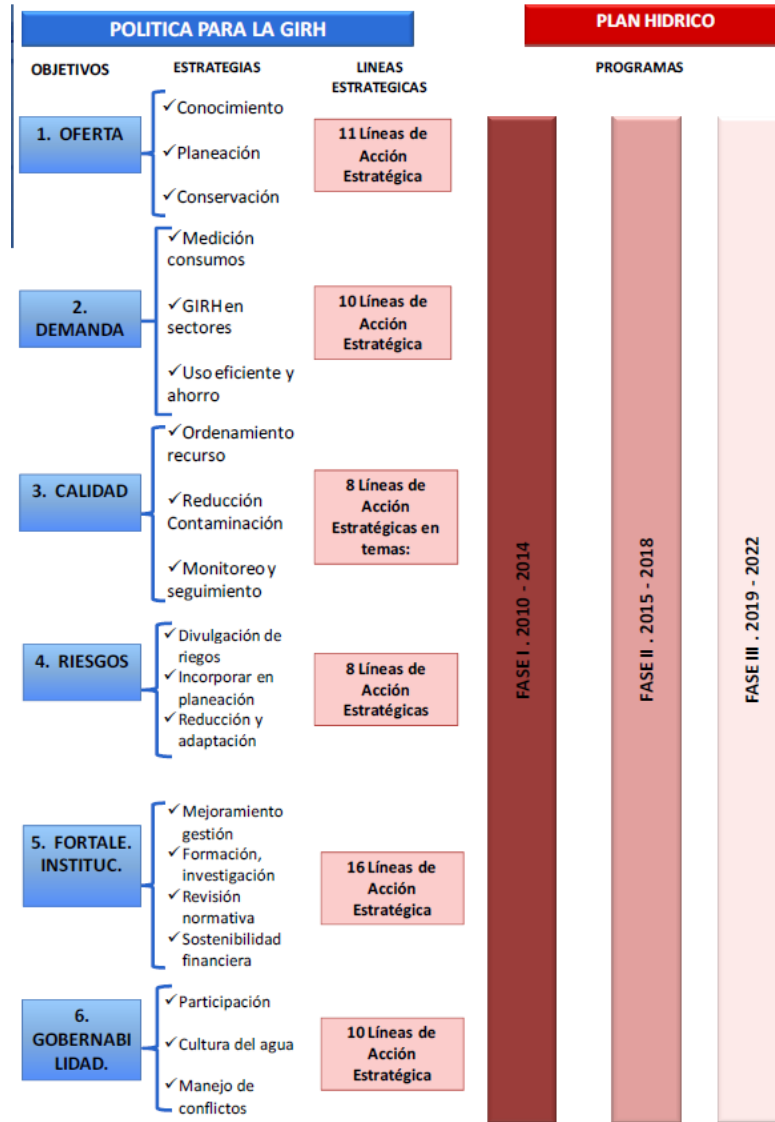 POLITICA PARA LA GIRH
PLAN HIDRICO
OBJETIVOS
ESTRATEGIAS
LINEAS
ESTRATEGICAS
PROGRAMAS
1. OFERTA
✓Conocimiento
✓Planeación
✓Conservación
11 Líneas de
Acción
Estratégica
2.
DEMANDA
✓Medición
consumos
✓GIRH en
sectores
✓Uso eficiente y
ahorro
10 Líneas de
Acción
Estratégica
3. CALIDAD
✓Ordenamiento
recurso
✓Reducción
Contaminación
✓Monitoreo y
seguimiento
8 Líneas de
Acción
Estratégicas en
temas:
4. RIESGOS
✓Divulgación de
riegos
✓Incorporar en
planeación
✓Reducción y
adaptación
8 Líneas de
Acción
Estratégicas
5. FORTALE.
INSTITUC.
✓Mejoramiento
gestión
✓Formación,
investigación
✓Revisión
normativa
✓Sostenibilidad
financiera
16 Líneas de
Acción
Estratégica
6.
GOBERNABI
LIDAD.
✓Participación
✓Cultura del agua
✓Manejo de
conflictos
10 Líneas de
Acción
Estratégica
FASE I . 2010 - 2014
FASE II . 2015 - 2018
FASE III . 2019 - 2022